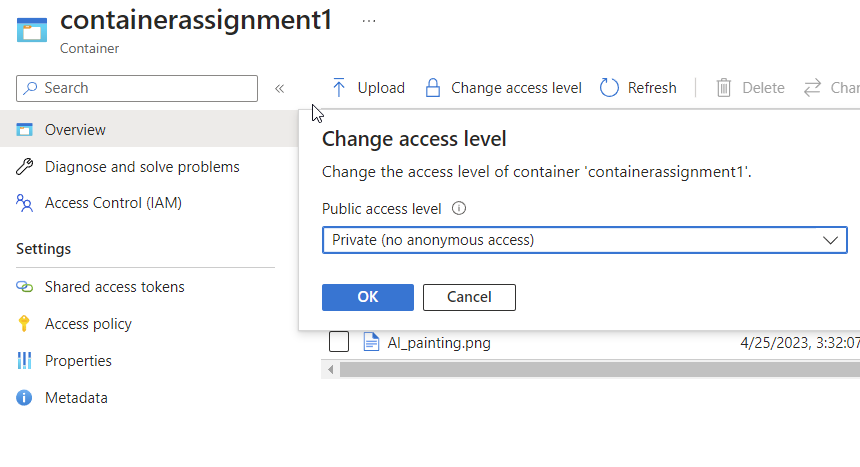 containerassignment1 ...
Container
Search
«
Upload
Change access level
Refresh
Delete
Overview
Diagnose and solve problems
Access Control (IAM)
Settings
Shared access tokens
Access policy
Properties
Metadata
Change access level
Change the access level of container 'containerassignment1'.
Public access level
Private (no anonymous access)
OK
Cancel
AI_painting.png
4/25/2023, 3:32:07